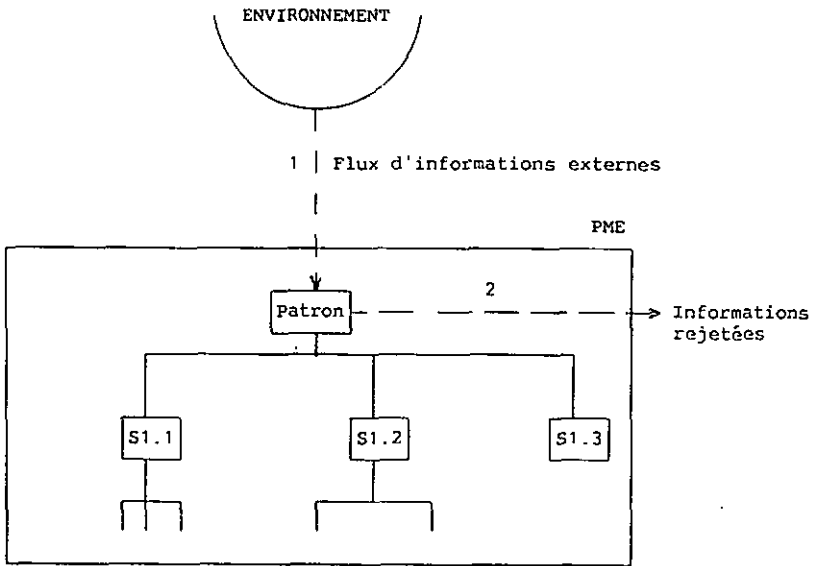 ENVIRONNEMENT
1 Flux d'informations externes
PME
2
Patron
Informations
rejetées
S1.1
S1.2
S1.3